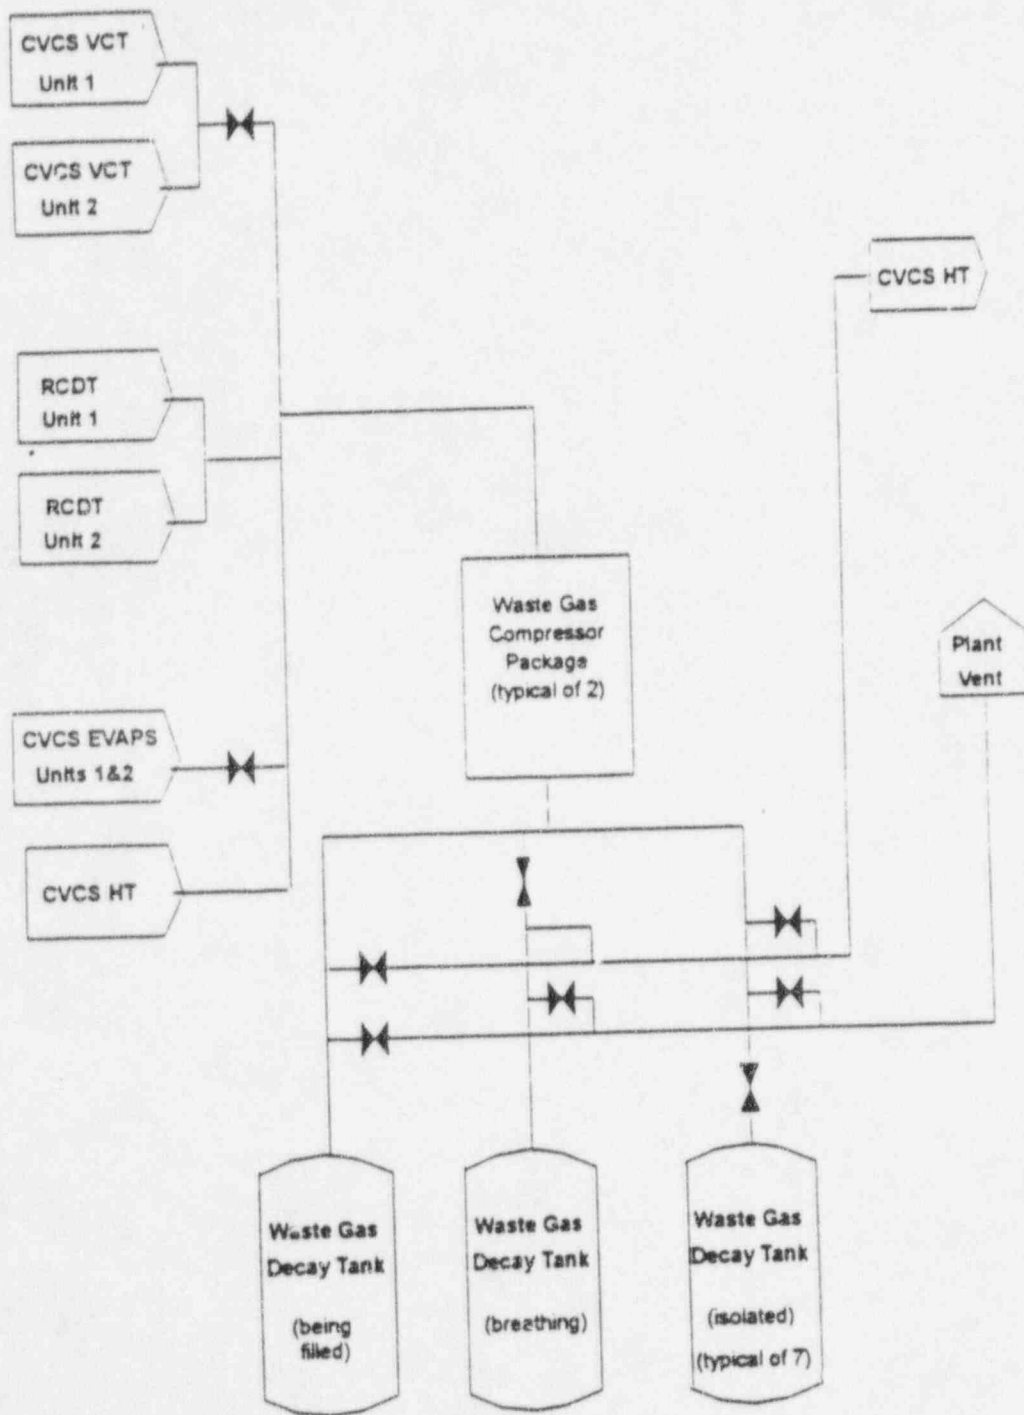 CVCS VCT
Unit 1
CVCS VCT
Unit 2
CVCS HT
RCDT
Unit 1
RCDT
Unit 2
Waste Gas
Compressor
Package
(typical of 2)
Plant
Vent
CVCS EVAPS
Units 1&2
CVCS HT
Waste Gas
Decay Tank
(being
filled)
Waste Gas
Decay Tank
(breathing)
Waste Gas
Decay Tank
(isolated)
(typical of 7)